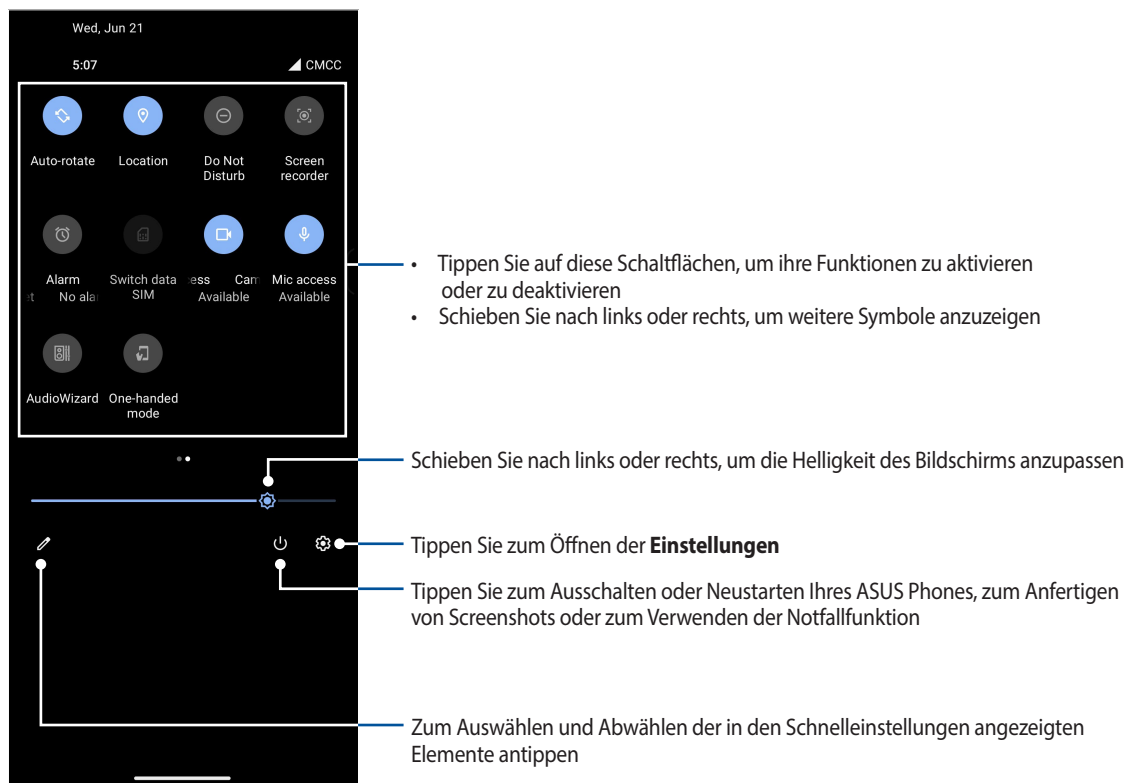 Wed, Jun 21
5:07 CMCC
Auto-rotate Location Do Not Screen
Disturb recorder
Alarm Switch data ess Cam Mic access
et No ala SIM Available Available
AudioWizard One-handed
mode
• Tippen Sie auf diese Schaltflächen, um ihre Funktionen zu aktivieren
oder zu deaktivieren
• Schieben Sie nach links oder rechts, um weitere Symbole anzuzeigen
Schieben Sie nach links oder rechts, um die Helligkeit des Bildschirms anzupassen
Tippen Sie zum Öffnen der Einstellungen
Tippen Sie zum Ausschalten oder Neustarten Ihres ASUS Phones, zum Anfertigen
von Screenshots oder zum Verwenden der Notfallfunktion
Zum Auswählen und Abwählen der in den Schnelleinstellungen angezeigten
Elemente antippen